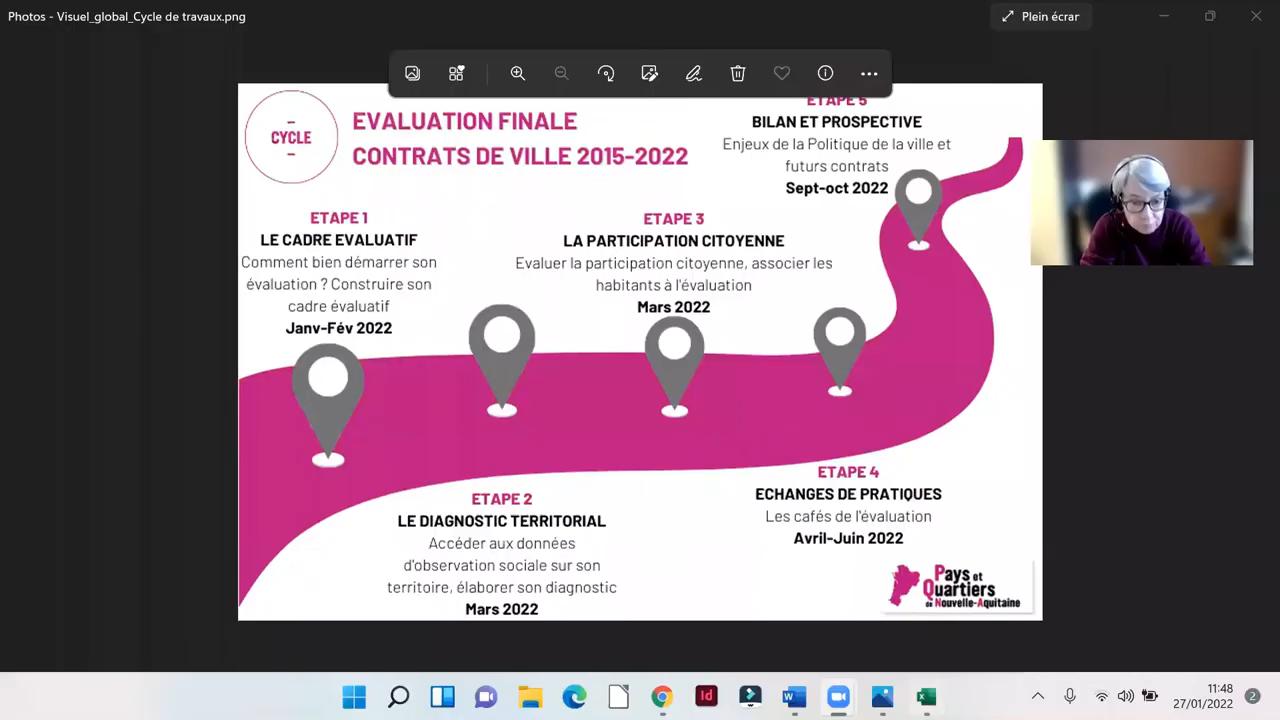 Photos - Visuel_global_Cycle de travaux.png
Plein écran
CYCLE
EVALUATION FINALE
CONTRATS DE VILLE 2015-2022
ETAPE 5
BILAN ET PROSPECTIVE
Enjeux de la Politique de la ville et
futurs contrats
Sept-oct 2022
ETAPE 1
LE CADRE EVALUATIF
Comment bien démarrer son
évaluation ? Construire son
cadre évaluatif
Janv-Fév 2022
ETAPE 3
LA PARTICIPATION CITOYENNE
Evaluer la participation citoyenne, associer les
habitants à l'évaluation
Mars 2022
ETAPE 2
LE DIAGNOSTIC TERRITORIAL
Accéder aux données
d'observation sociale sur son
territoire, élaborer son diagnostic
Mars 2022
ETAPE 4
ECHANGES DE PRATIQUES
Les cafés de l'évaluation
Avril-Juin 2022
Pays et
Quartiers
de Nouvelle-Aquitaine
Id
W
X
11:48
27/01/2022
2